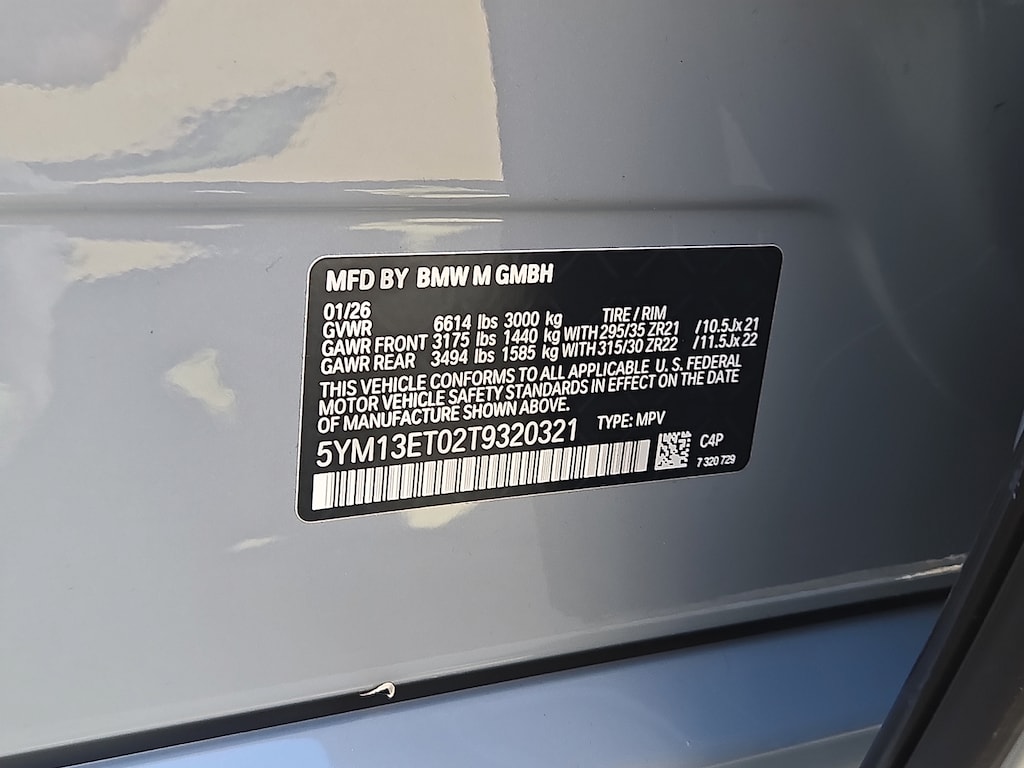 MFD BY BMW M GMBH
01/26 TIRE / RIM
GVWR 6614 lbs 3000 kg
GAWR FRONT 3175 lbs 1440 kg WITH 295/35 ZR21 /10.5Jx 21
GAWR REAR 3494 lbs 1585 kg WITH 315/30 ZR22 /11.5Jx 22
THIS VEHICLE CONFORMS TO ALL APPLICABLE U. S. FEDERAL
MOTOR VEHICLE SAFETY STANDARDS IN EFFECT ON THE DATE
OF MANUFACTURE SHOWN ABOVE.
5YM13ET02T9320321 TYPE: MPV
C4P
7 320 729